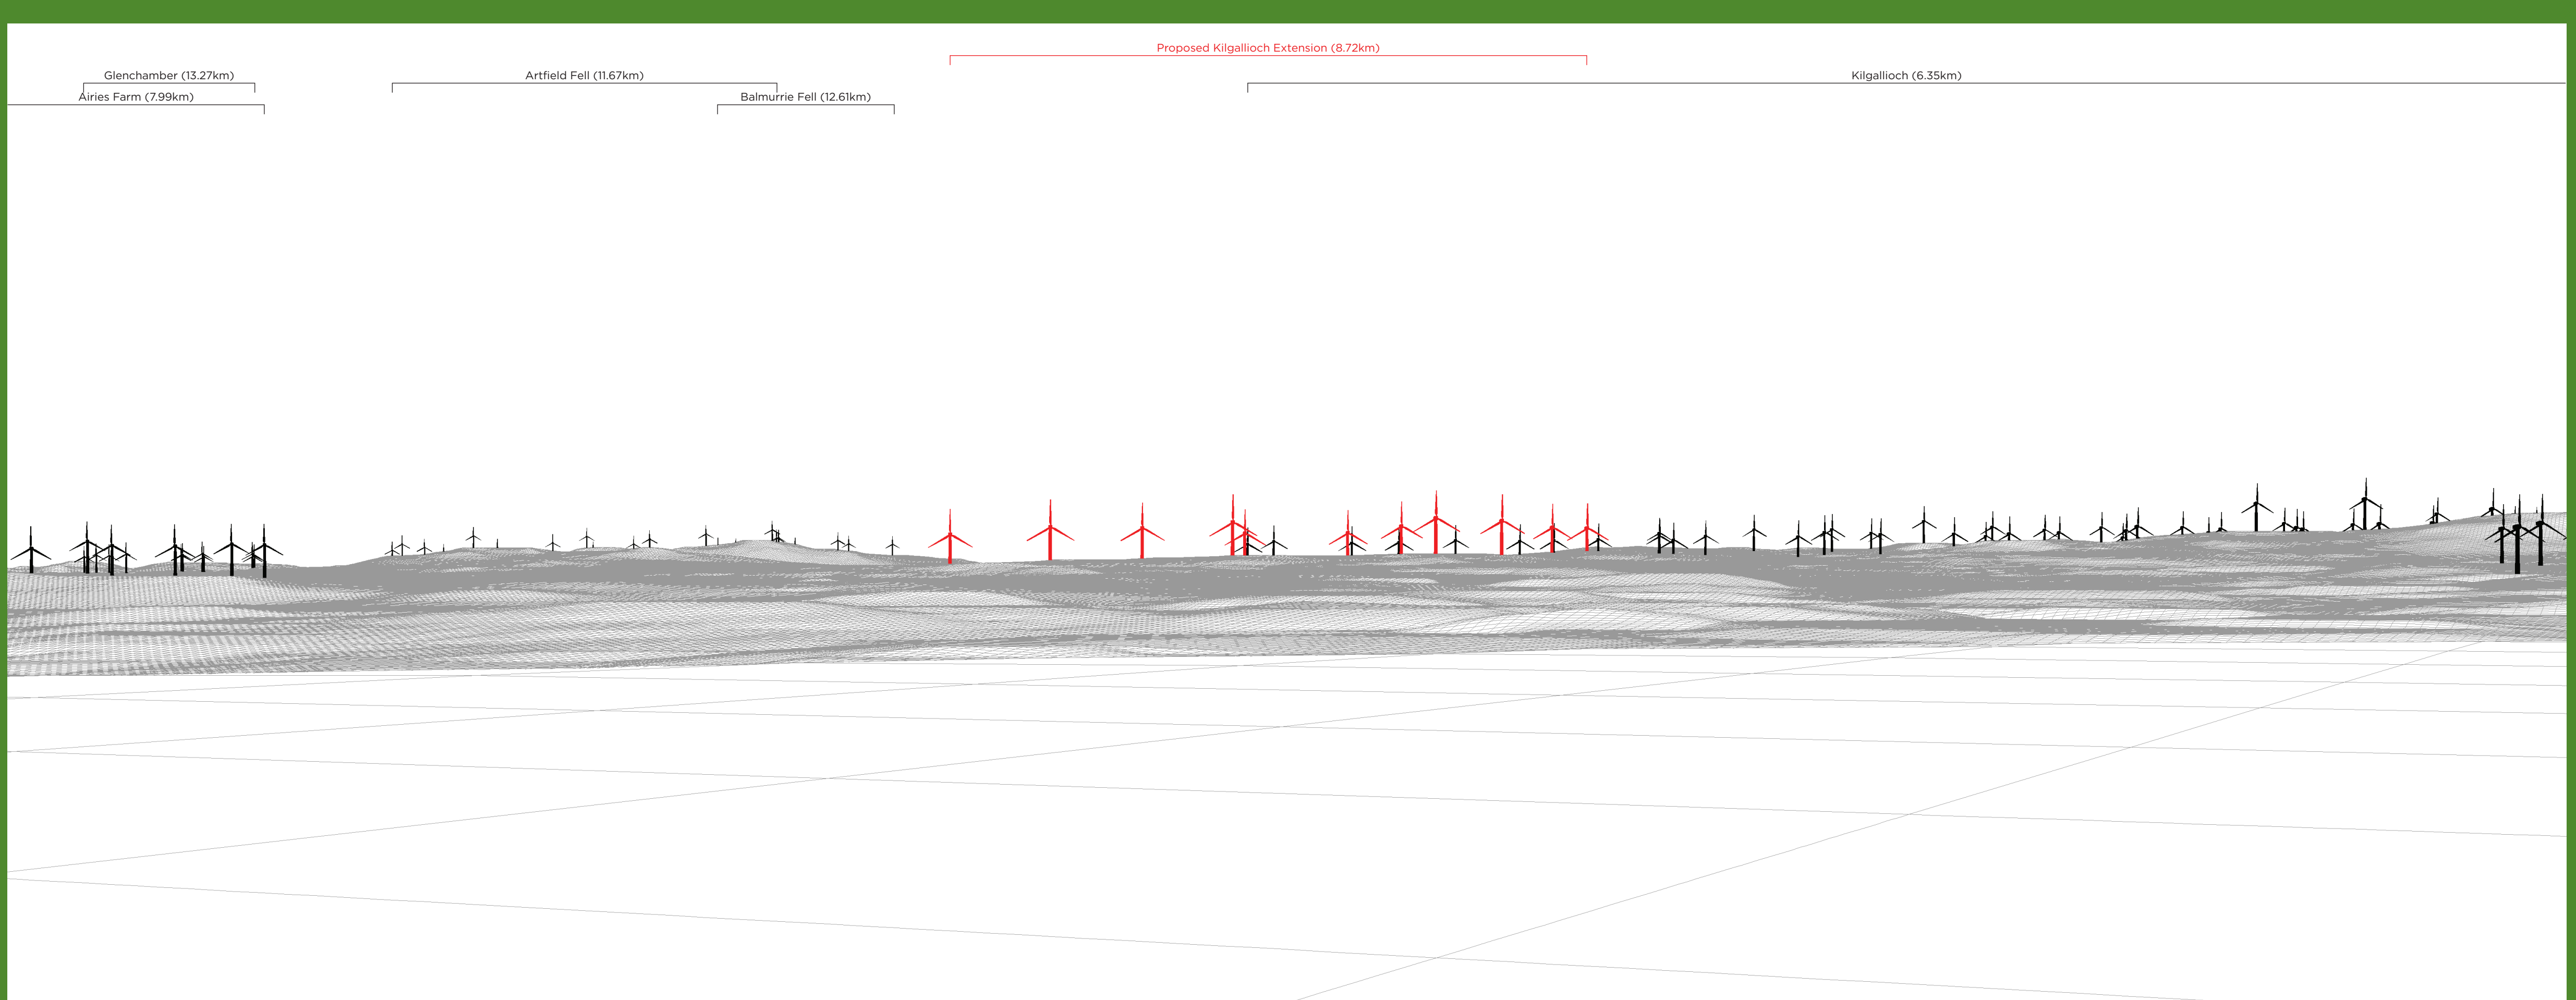 Proposed Kilgallioch Extension (8.72km)
Glenchamber (13.27km)
Artfield Fell (11.67km)
Kilgallioch (6.35km)
Airies Farm (7.99km)
Balmurrie Fell (12.61km)